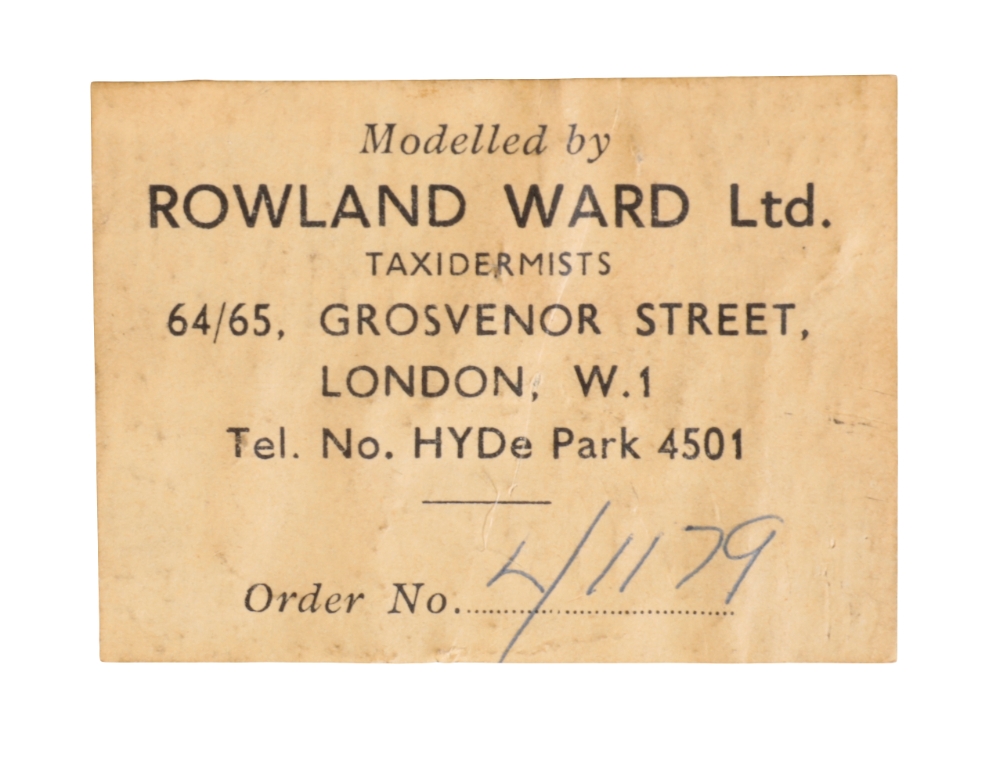 Modelled by
ROWLAND WARD Ltd.
TAXIDERMISTS
64/65, GROSVENOR STREET,
LONDON, W.1
Tel. No. HYDe Park 4501
Order No. 4/1179